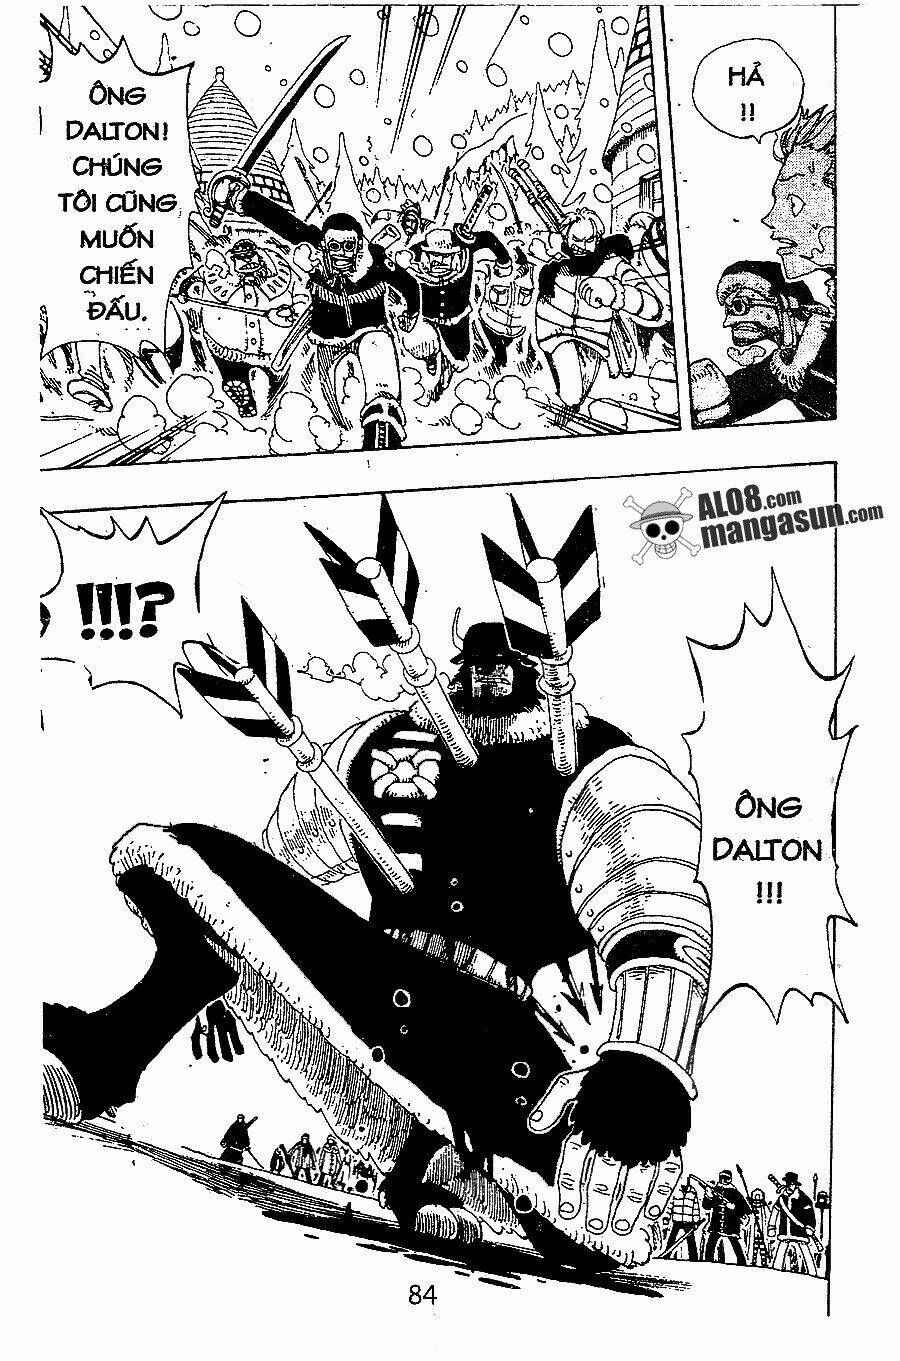 ÔNG
DALTON!
CHÚNG
TÔI CŨNG
MUỐN
CHIẾN
ĐẤU.
HẢ
!!
ALO8.com
mangasun.com
!!!?
ÔNG
DALTON
!!!
84